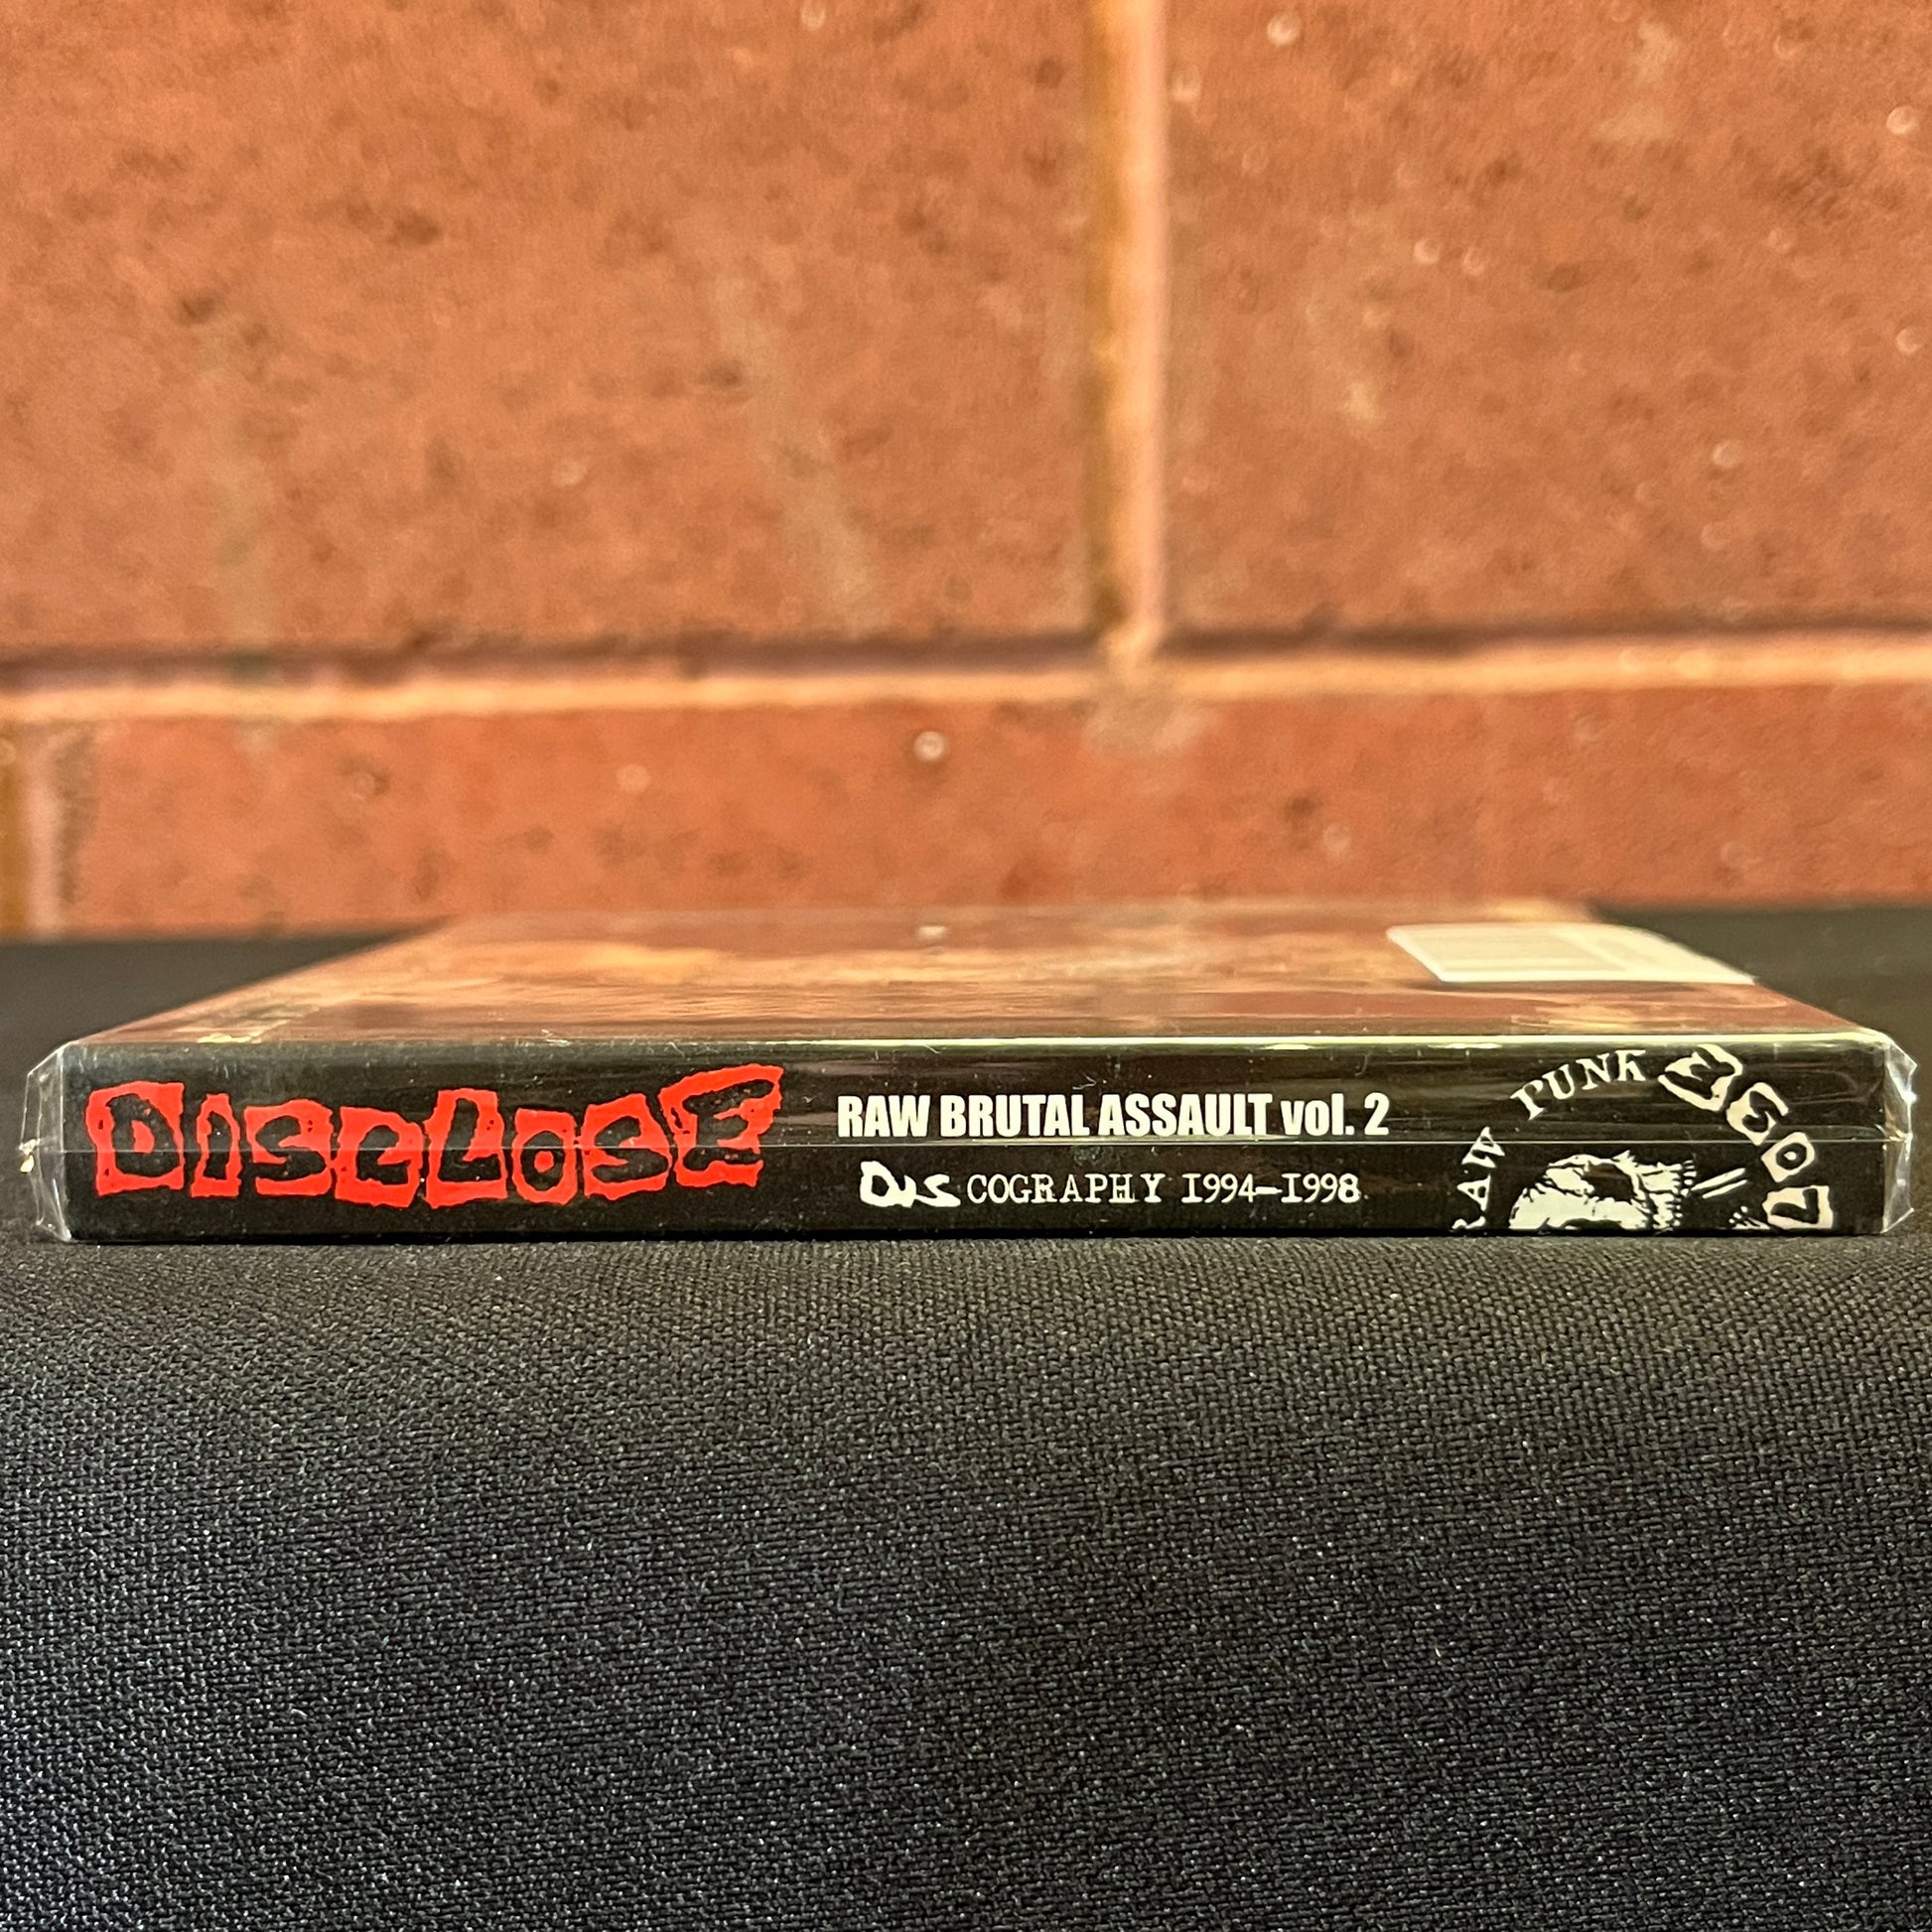 DISCLOSE
RAW BRUTAL ASSAULT vol. 2
DISCOGRAPHY 1994–1998
RAW PUNK